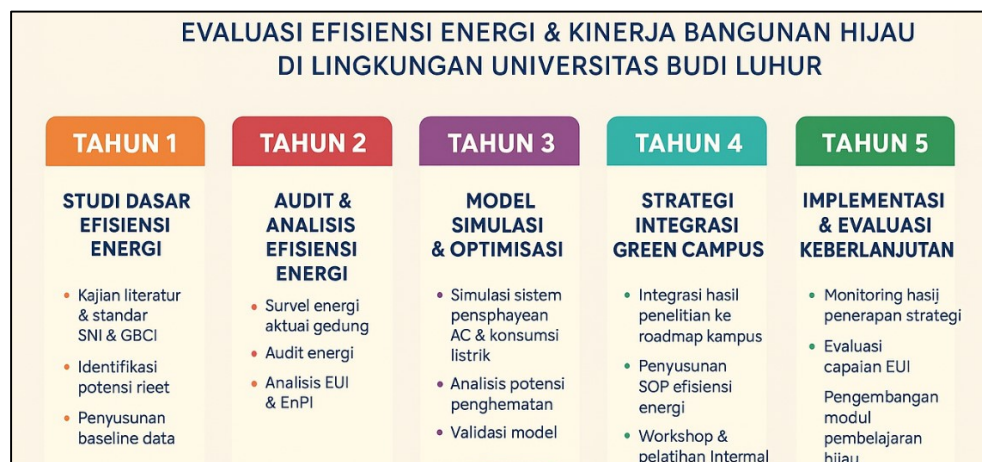 EVALUASI EFISIENSI ENERGI & KINERJA BANGUNAN HIJAU
DI LINGKUNGAN UNIVERSITAS BUDI LUHUR
TAHUN 1
STUDI DASAR
EFISIENSI
ENERGI
• Kajian literatur
& standar
SNI & GBCI
• Identifikasi
potensi rieet
• Penyusunan
baseline data
TAHUN 2
AUDIT &
ANALISIS
EFISIENSI
ENERGI
• Survel energi
aktuai gedung
• Audit energi
• Analisis EUI
& EnPI
TAHUN 3
MODEL
SIMULASI
& OPTIMISASI
• Simulasi sistem
pensphayean
AC & konsumsi
listrik
• Analisis potensi
penghematan
• Validasi model
TAHUN 4
STRATEGI
INTEGRASI
GREEN CAMPUS
• Integrasi hasil
penelitian ke
roadmap kampus
• Penyusunan
SOP efisiensi
energi
• Workshop &
pelatihan Intermal
TAHUN 5
IMPLEMENTASI
& EVALUASI
KEBERLANJUTAN
• Monitoring hasij
penerapan strategi
• Evaluasi
capaian EUI
Pengembangan
modul
pembelajaran
hijau